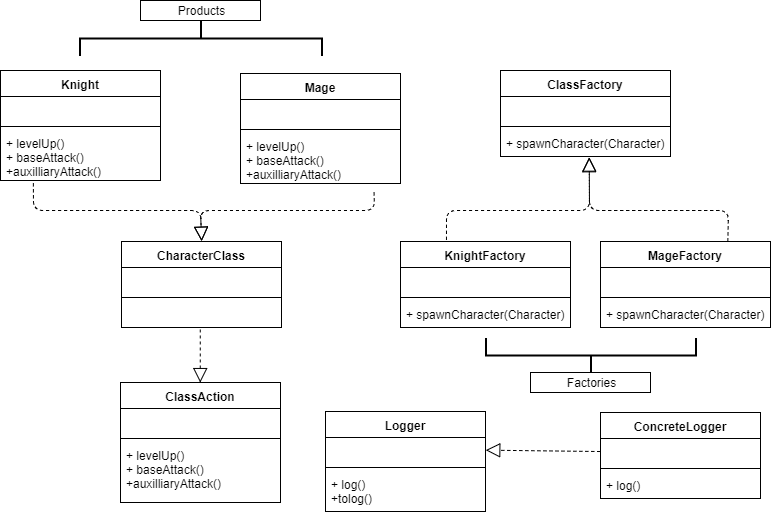 Products
Knight
+ levelUp()
+ baseAttack()
+auxilliaryAttack()
Mage
+ levelUp()
+ baseAttack()
+auxilliaryAttack()
ClassFactory
+ spawnCharacter(Character)
CharacterClass
KnightFactory
+ spawnCharacter(Character)
MageFactory
+ spawnCharacter(Character)
Factories
ClassAction
+ levelUp()
+ baseAttack()
+auxilliaryAttack()
Logger
+ log()
+tolog()
ConcreteLogger
+ log()